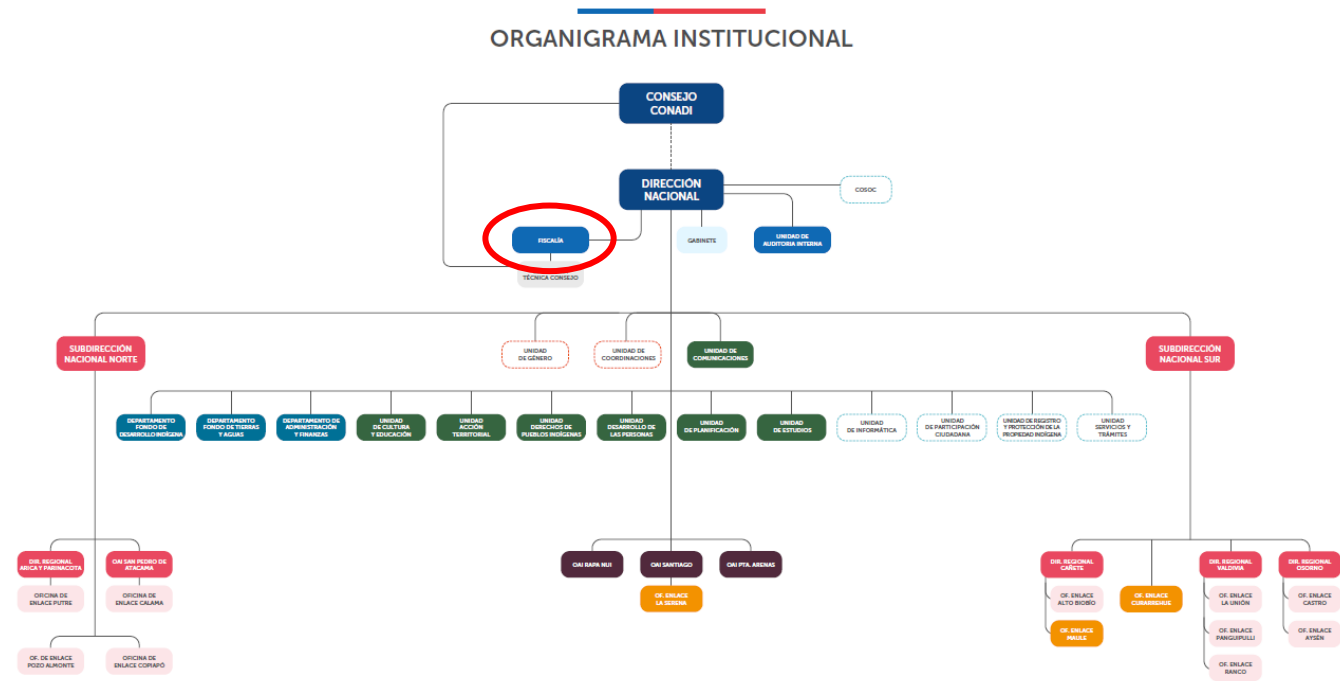 ORGANIGRAMA INSTITUCIONAL
CONSEJO
CONADI
DIRECCIÓN
NACIONAL
COSOC
FISCALÍA
GABINETE
UNIDAD DE
AUDITORIA INTERNA
TÉCNICA CONSEJO
SUBDIRECCIÓN
NACIONAL NORTE
UNIDAD
DE GÉNERO
UNIDAD DE
COORDINACIONES
UNIDAD DE
COMUNICACIONES
SUBDIRECCIÓN
NACIONAL SUR
DEPARTAMENTO
FONDO DE
DESARROLLO INDÍGENA
DEPARTAMENTO
FONDO DE TIERRAS
Y AGUAS
DEPARTAMENTO DE
ADMINISTRACIÓN
Y FINANZAS
UNIDAD
DE CULTURA
Y EDUCACIÓN
UNIDAD
ACCIÓN
TERRITORIAL
UNIDAD
DERECHOS DE
PUEBLOS INDÍGENAS
UNIDAD
DESARROLLO DE
LAS PERSONAS
UNIDAD
DE PLANIFICACIÓN
UNIDAD
DE ESTUDIOS
UNIDAD
DE INFORMÁTICA
UNIDAD
DE PARTICIPACIÓN
CIUDADANA
UNIDAD DE REGISTRO
Y PROTECCIÓN DE LA
PROPIEDAD INDÍGENA
UNIDAD
SERVICIOS Y
TRÁMITES
DIR. REGIONAL
ARICA Y PARINACOTA
OAI SAN PEDRO DE
ATACAMA
OFICINA DE
ENLACE PUTRE
OFICINA DE
ENLACE CALAMA
OF. DE ENLACE
POZO ALMONTE
OFICINA DE
ENLACE COPIAPÓ
OAI RAPA NUI
OAI SANTIAGO
OAI PTA. ARENAS
OF. ENLACE
LA SERENA
DIR. REGIONAL
CAÑETE
OF. ENLACE
ALTO BIOBÍO
OF. ENLACE
MAULE
OF. ENLACE
CURARREHUE
DIR. REGIONAL
VALDIVIA
OF. ENLACE
LA UNIÓN
OF. ENLACE
PANGUIPULLI
OF. ENLACE
RANCO
DIR. REGIONAL
OSORNO
OF. ENLACE
CASTRO
OF. ENLACE
AYSÉN